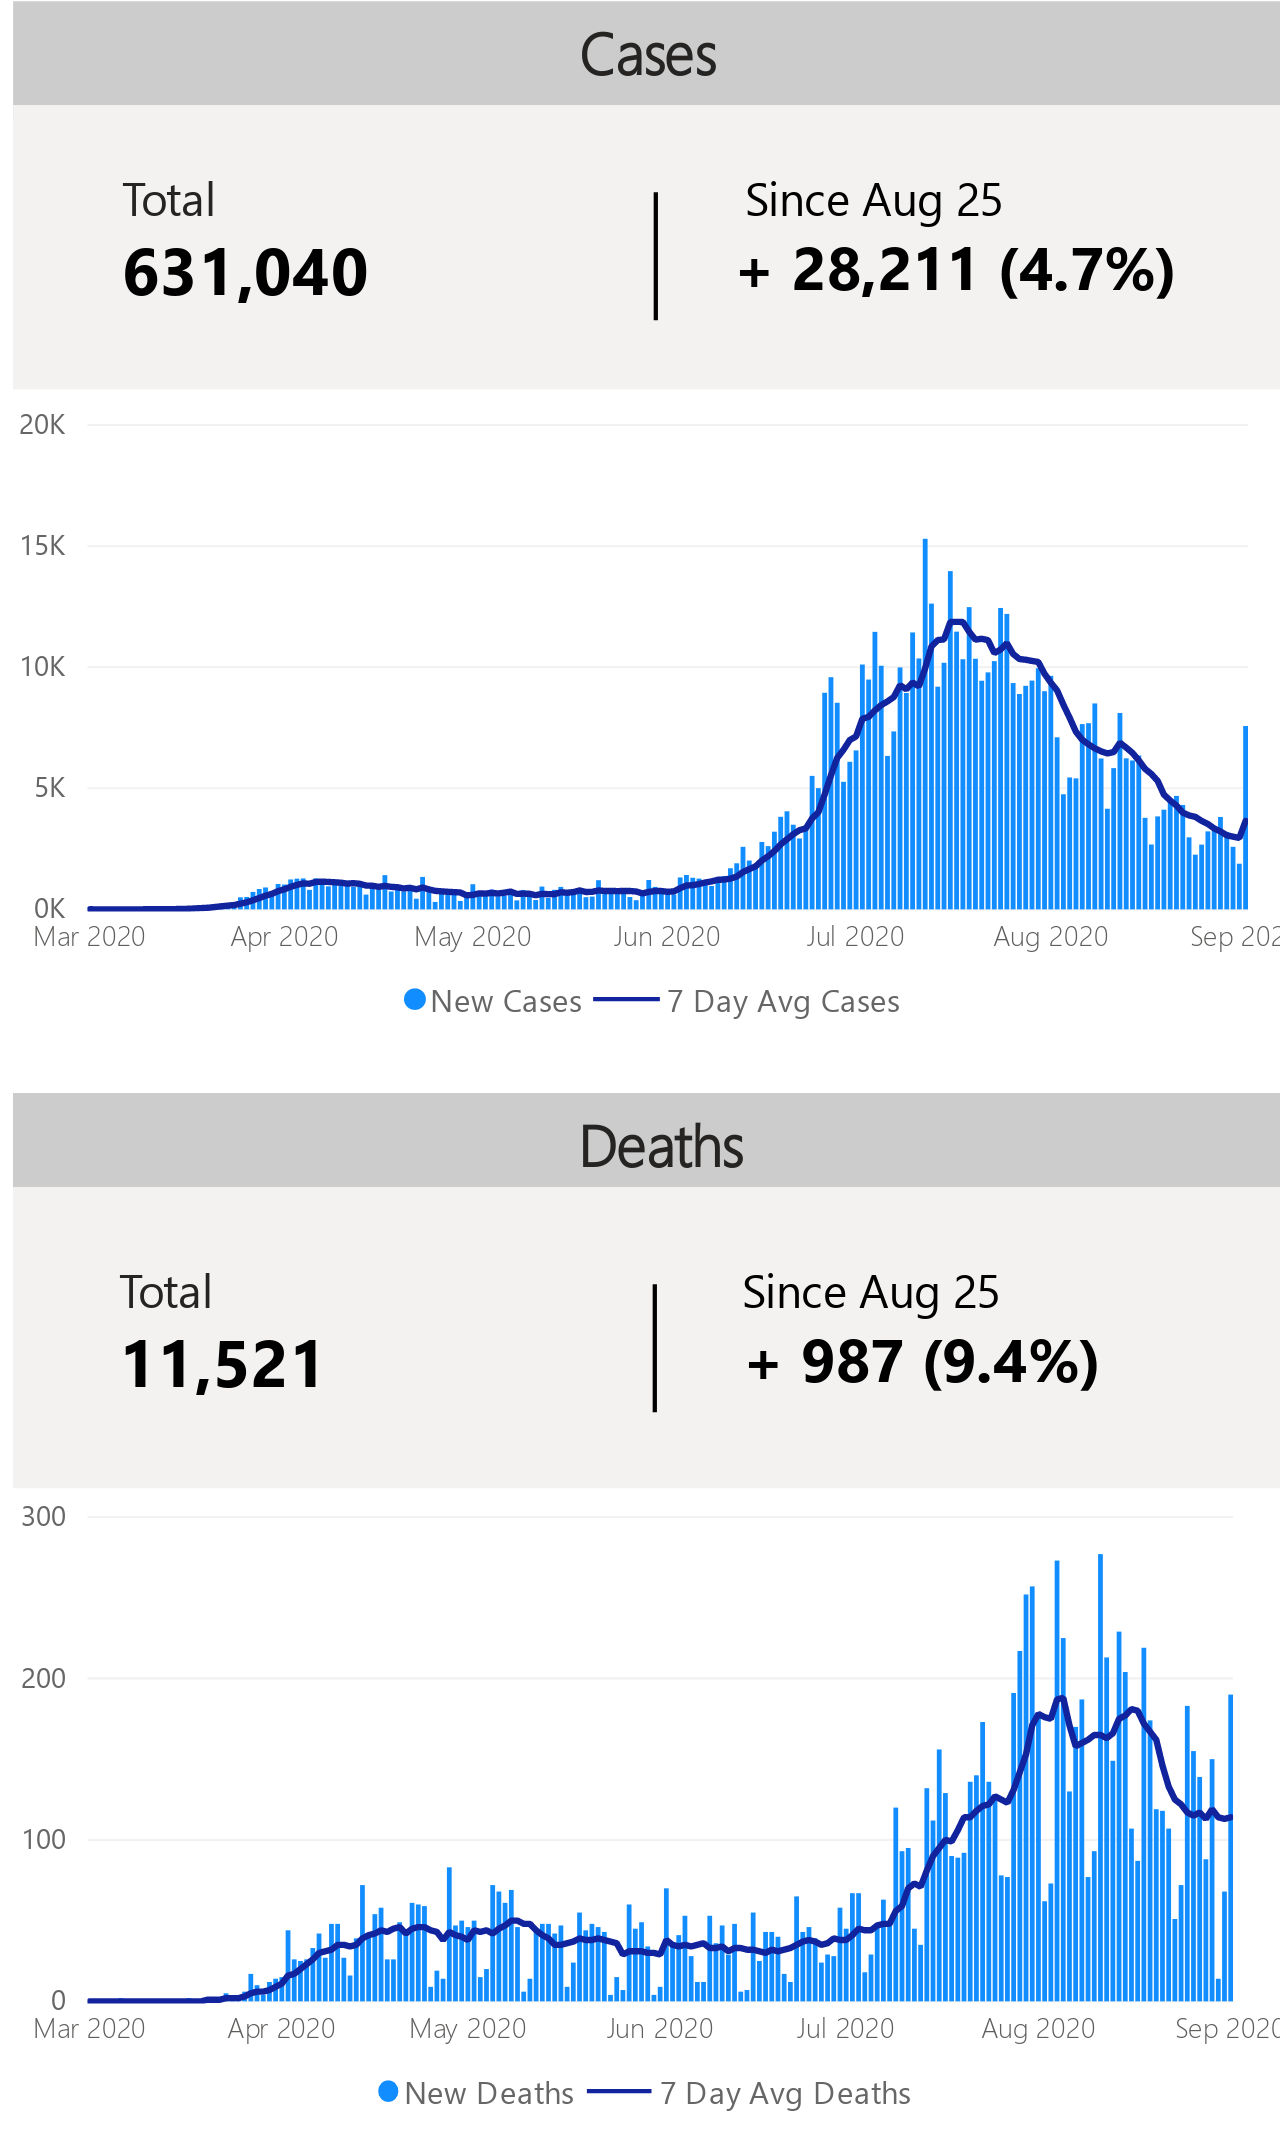 Cases
Total
Since Aug 25
631,040
+ 28,211 (4.7%)
20K
15K
10K
5K
0K
Mar 2020 Apr 2020 May 2020 Jun 2020 Jul 2020 Aug 2020 Sep 202
New Cases 7 Day Avg Cases
Deaths
Total
Since Aug 25
11,521
+ 987 (9.4%)
300
200
100
0
Mar 2020 Apr 2020 May 2020 Jun 2020 Jul 2020 Aug 2020 Sep 2020
New Deaths 7 Day Avg Deaths